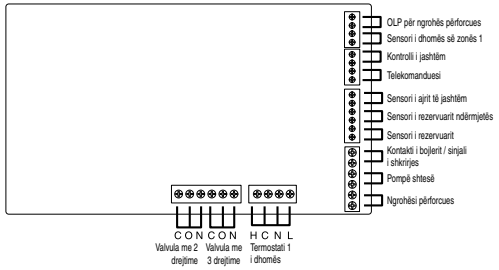 OLP për ngrohës përforcues
Sensori i dhomës së zonës 1
Kontrolli i jashtëm
Telekomanduesi
Sensori i ajrit të jashtëm
Sensori i rezervuarit ndërmjetës
Sensori i rezervuarit
Kontakti i bojlerit / sinjali
i shkrirjes
Pompë shtesë
Ngrohësi përforcues
C O N C O N H C N L
Valvula me 2
drejtime
Valvula me
3 drejtime
Termostati 1
i dhomës